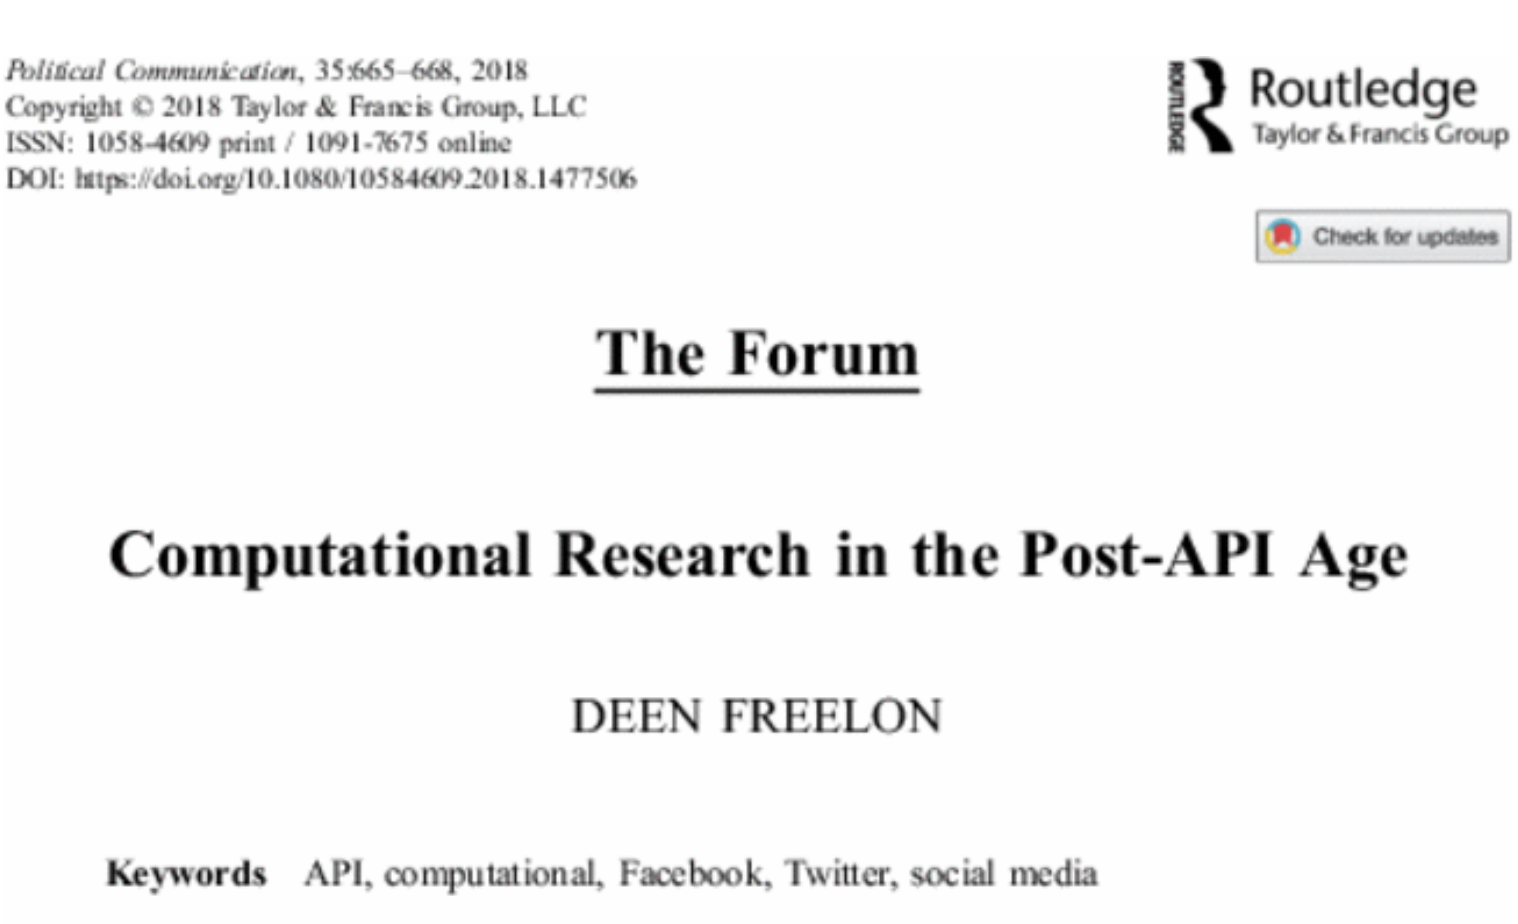 Political Communication, 35:665–668, 2018
Copyright © 2018 Taylor & Francis Group, LLC
ISSN: 1058-4609 print / 1091-7675 online
DOI: https://doi.org/10.1080/10584609.2018.1477506
ROUTLEDGE
Routledge
Taylor & Francis Group
Check for updates
The Forum
Computational Research in the Post-API Age
DEEN FREELON
Keywords API, computational, Facebook, Twitter, social media